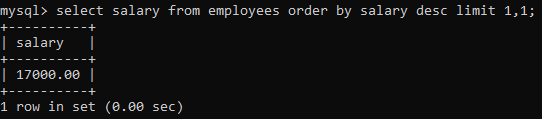 mysql> select salary from employees order by salary desc limit 1,1;
+----------+
| salary   |
+----------+
| 17000.00 |
+----------+
1 row in set (0.00 sec)